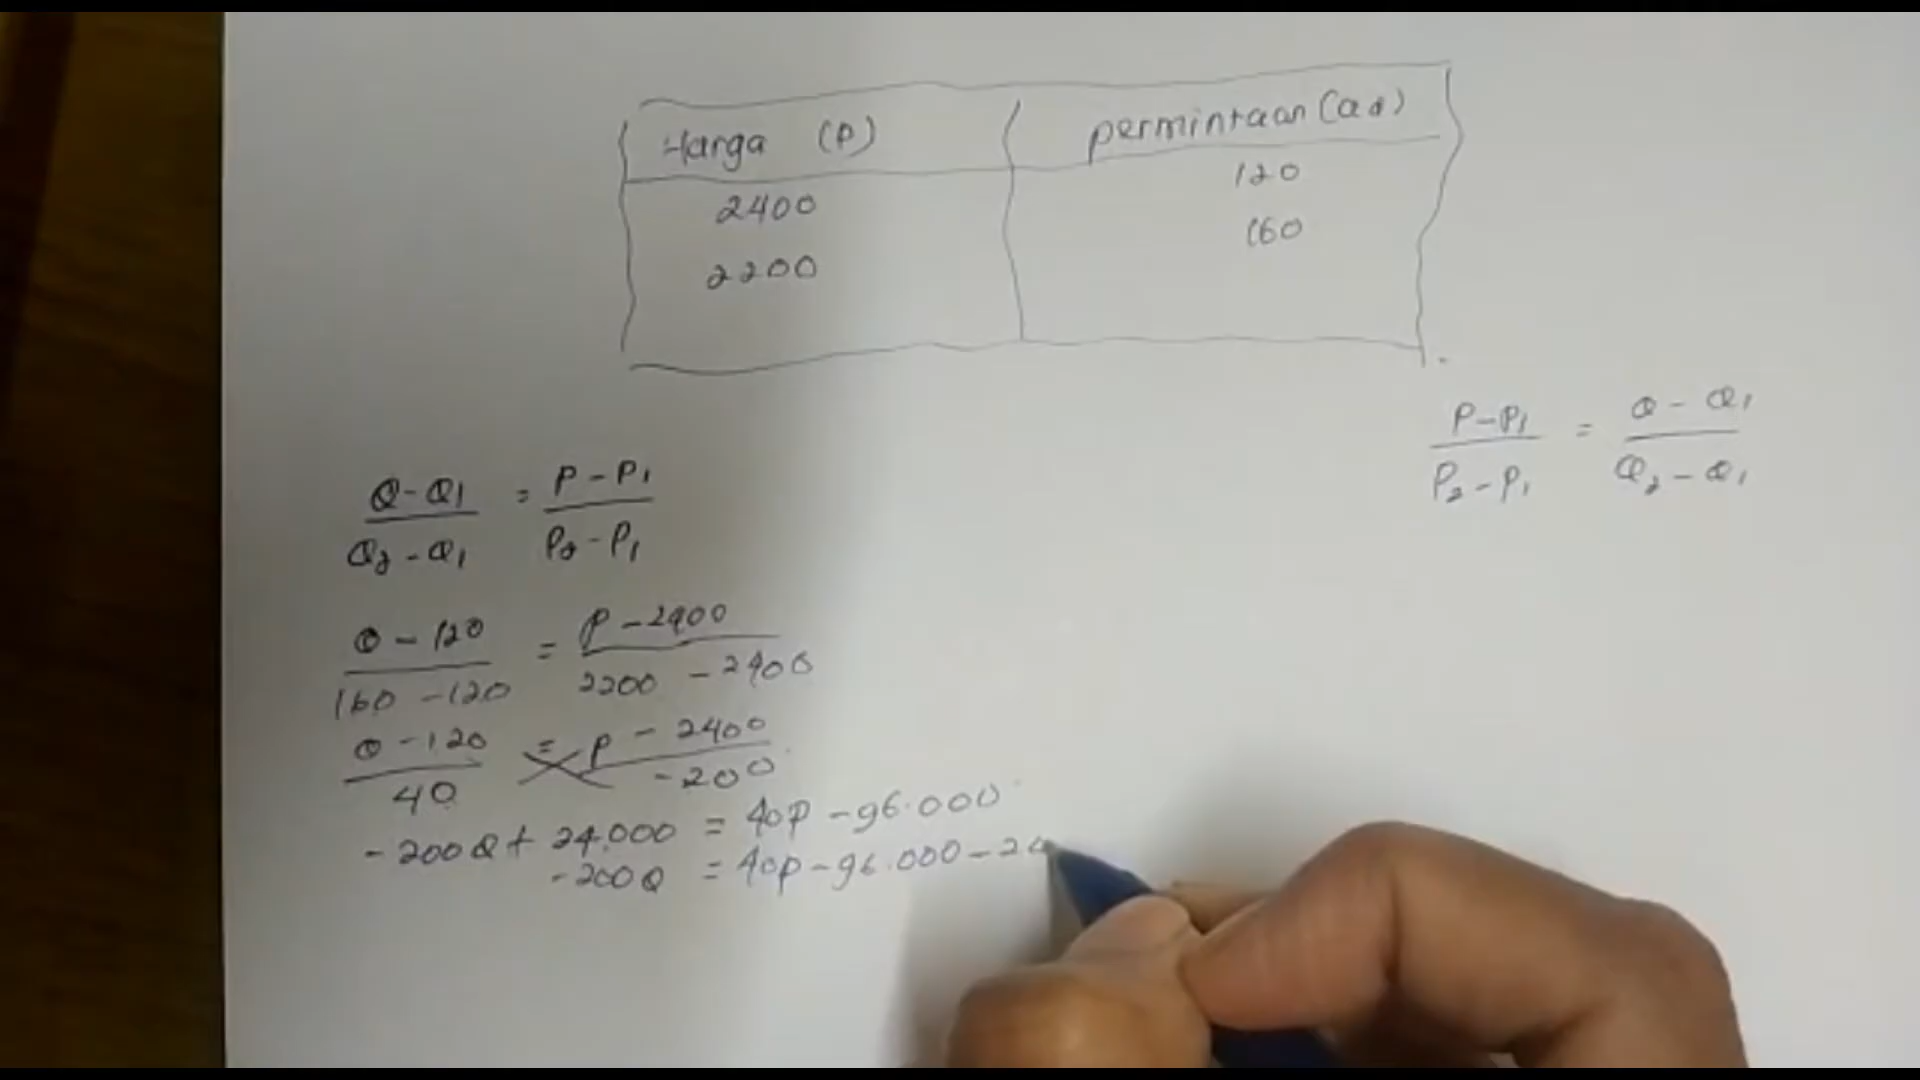 Harga (P) permintaan (Qd)
2400 120
2200 160
P-P1 / P2-P1 = Q-Q1 / Q2-Q1
Q-Q1 / Q2-Q1 = P-P1 / P2-P1
Q-120 / 160-120 = P-2400 / 2200-2400
Q-120 / 40 = P-2400 / -200
-200Q + 24.000 = 40P - 96.000
-200Q = 40P - 96.000 - 24